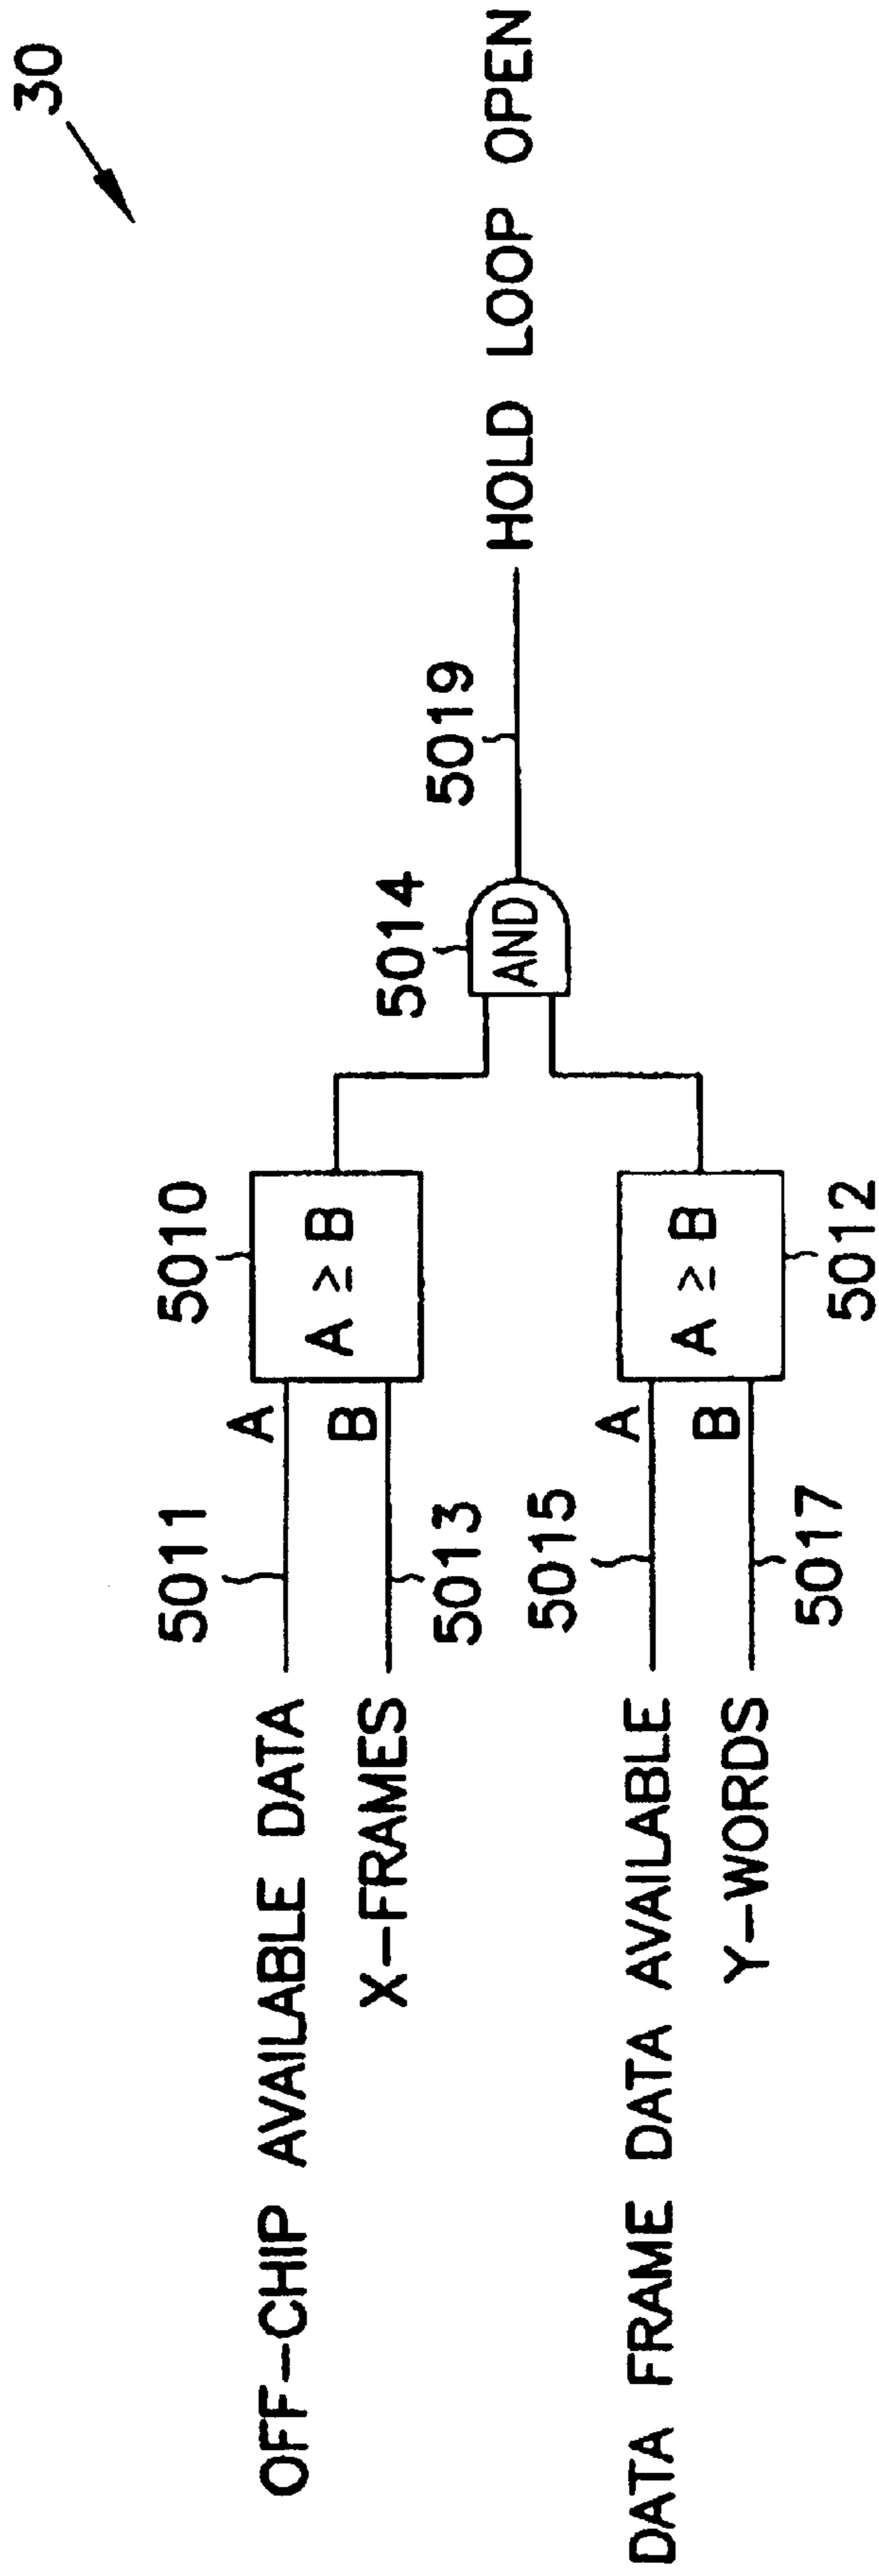 30
5010
5011
A
OFF-CHIP AVAILABLE DATA
A ≥ B
X-FRAMES
B
5013
5014
5019
AND
HOLD LOOP OPEN
5015
A
DATA FRAME DATA AVAILABLE
A ≥ B
Y-WORDS
B
5017
5012